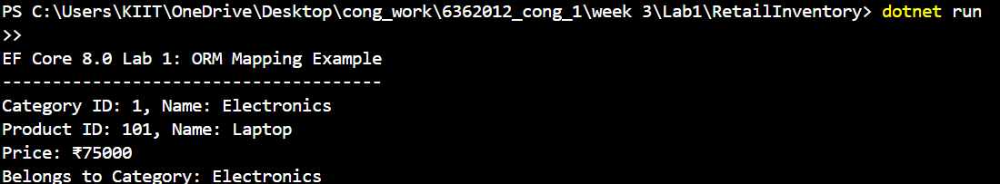 PS C:\Users\KIIT\OneDrive\Desktop\cong_work\6362012_cong_1\week 3\Lab1\RetailInventory> dotnet run
>>
EF Core 8.0 Lab 1: ORM Mapping Example
--------------------------------------
Category ID: 1, Name: Electronics
Product ID: 101, Name: Laptop
Price: ₹75000
Belongs to Category: Electronics